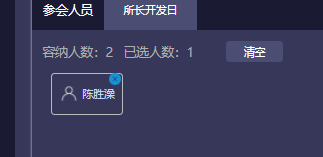 参会人员 所长开发日
容纳人数：2 已选人数：1 清空
陈胜澡